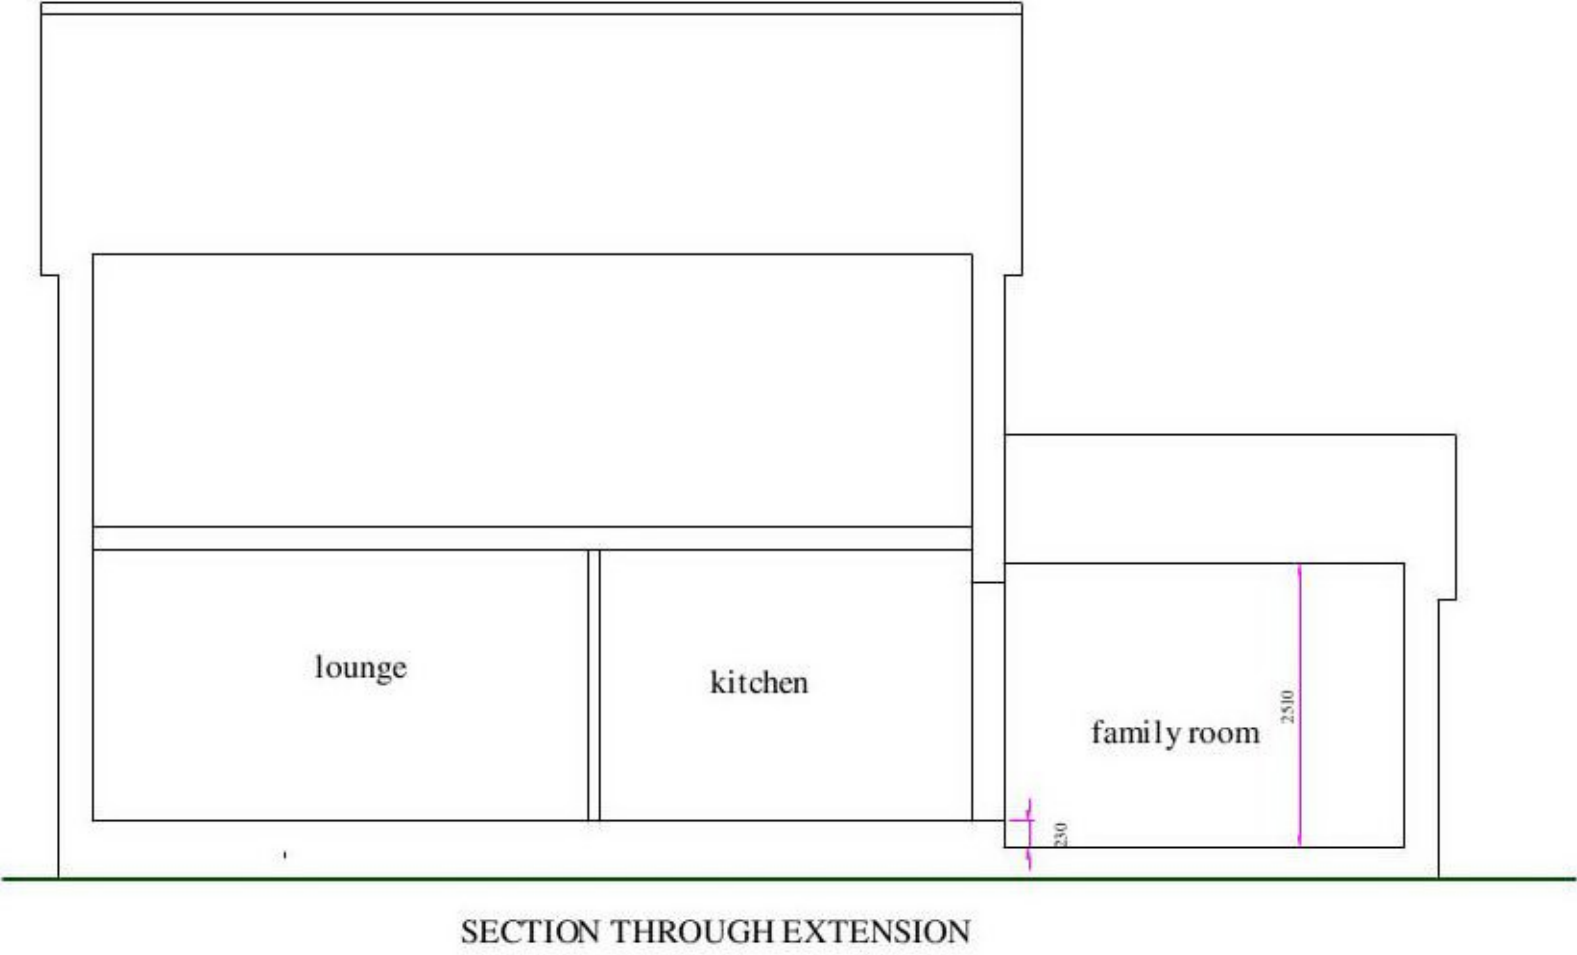 lounge
kitchen
family room
2510
230
SECTION THROUGH EXTENSION